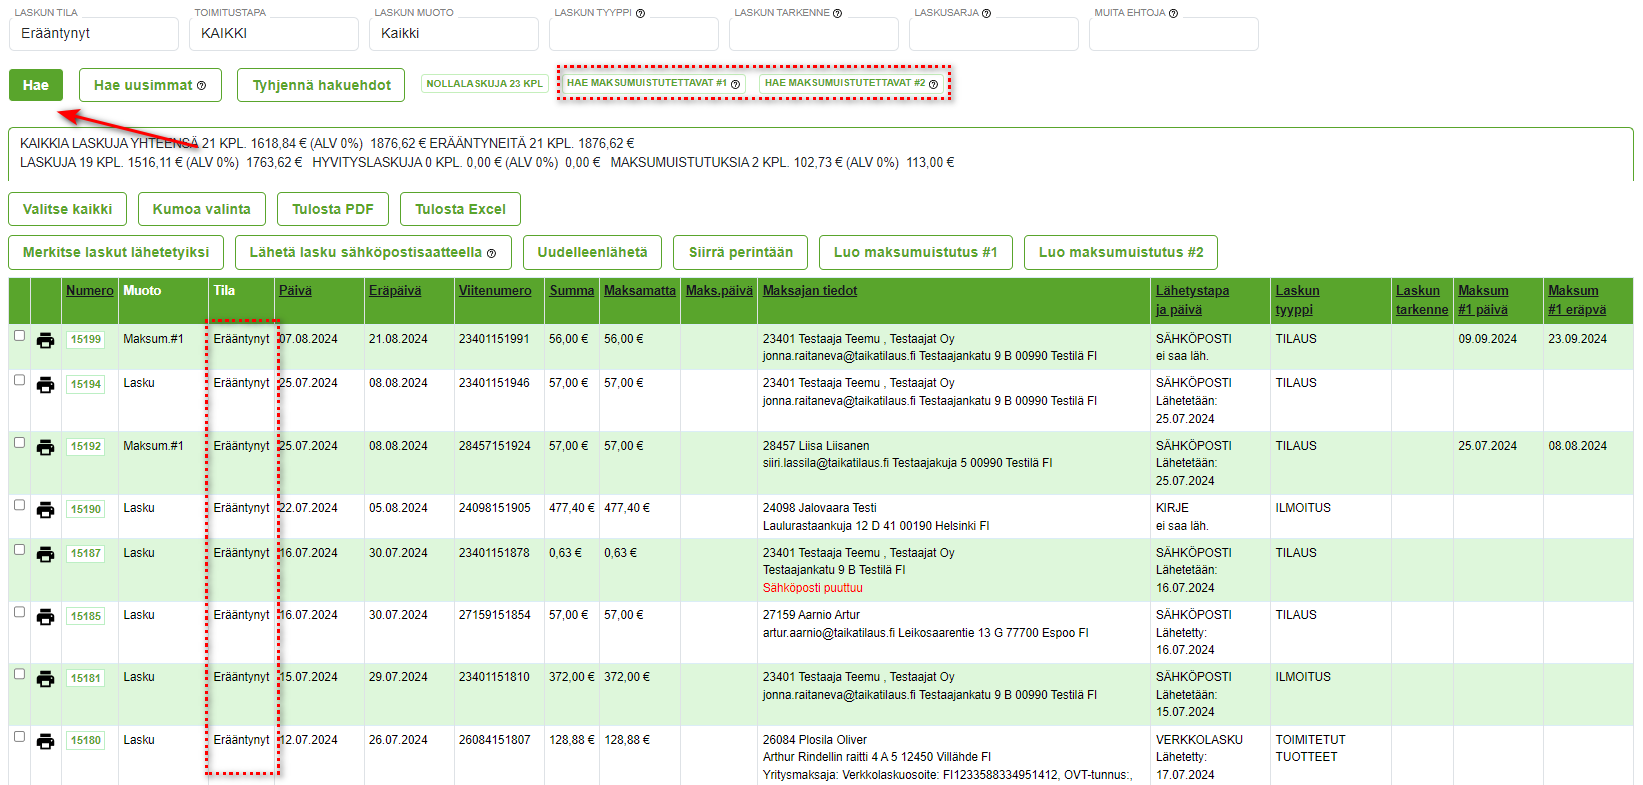 LASKUN TILA TOIMITUSTAPA LASKUN MUOTO LASKUN TYYPPI LASKUN TARKENNE LASKUSARJA MUITA EHTOJA
Erääntynyt KAIKKI Kaikki
Hae Hae uusimmat Tyhjennä hakuehdot NOLLALASKUJA 23 KPL HAE MAKSUMUISTUTETTAVAT #1 HAE MAKSUMUISTUTETTAVAT #2
KAIKKIA LASKUJA YHTEENSÄ 21 KPL. 1618,84 € (ALV 0%) 1876,62 € ERÄÄNTYNEITÄ 21 KPL. 1876,62 €
LASKUJA 19 KPL. 1516,11 € (ALV 0%) 1763,62 € HYVITYSLASKUJA 0 KPL. 0,00 € (ALV 0%) 0,00 € MAKSUMUISTUTUKSIA 2 KPL. 102,73 € (ALV 0%) 113,00 €
Valitse kaikki Kumoa valinta Tulosta PDF Tulosta Excel
Merkitse laskut lähetetyiksi Lähetä lasku sähköpostisaatteella Uudelleenlähetä Siirrä perintään Luo maksumuistutus #1 Luo maksumuistutus #2
Numero Muoto Tila Päivä Eräpäivä Viitenumero Summa Maksamatta Maks.päivä Maksajan tiedot Lähetystapa Laskun Laskun Maksum Maksum
ja päivä tyyppi tarkenne #1 päivä #1 eräpvä
15199 Maksum.#1 Erääntynyt 07.08.2024 21.08.2024 23401151991 56,00 € 56,00 € 23401 Testaaja Teemu , Testaajat Oy SÄHKÖPOSTI TILAUS 09.09.2024 23.09.2024
jonna.raitaneva@taikatilaus.fi Testaajankatu 9 B 00990 Testilä FI ei saa läh.
15194 Lasku Erääntynyt 25.07.2024 08.08.2024 23401151946 57,00 € 57,00 € 23401 Testaaja Teemu , Testaajat Oy SÄHKÖPOSTI TILAUS
jonna.raitaneva@taikatilaus.fi Testaajankatu 9 B 00990 Testilä FI Lähetetään:
25.07.2024
15192 Maksum.#1 Erääntynyt 25.07.2024 08.08.2024 28457151924 57,00 € 57,00 € 28457 Liisa Liisanen SÄHKÖPOSTI TILAUS 25.07.2024 08.08.2024
siiri.lassila@taikatilaus.fi Testaajakuja 5 00990 Testilä FI Lähetetään:
25.07.2024
15190 Lasku Erääntynyt 22.07.2024 05.08.2024 24098151905 477,40 € 477,40 € 24098 Jalovaara Testi KIRJE ILMOITUS
Laulurastaankuja 12 D 41 00190 Helsinki FI ei saa läh.
15187 Lasku Erääntynyt 16.07.2024 30.07.2024 23401151878 0,63 € 0,63 € 23401 Testaaja Teemu , Testaajat Oy SÄHKÖPOSTI TILAUS
Testaajankatu 9 B Testilä FI Lähetetään:
Sähköposti puuttuu 16.07.2024
15185 Lasku Erääntynyt 16.07.2024 30.07.2024 27159151854 57,00 € 57,00 € 27159 Aarnio Artur SÄHKÖPOSTI TILAUS
artur.aarnio@taikatilaus.fi Leikosaarentie 13 G 77700 Espoo FI Lähetetty:
16.07.2024
15181 Lasku Erääntynyt 15.07.2024 29.07.2024 23401151810 372,00 € 372,00 € 23401 Testaaja Teemu , Testaajat Oy SÄHKÖPOSTI ILMOITUS
jonna.raitaneva@taikatilaus.fi Testaajankatu 9 B 00990 Testilä FI Lähetetään:
15.07.2024
15180 Lasku Erääntynyt 12.07.2024 26.07.2024 26084151807 128,88 € 128,88 € 26084 Plosila Oliver VERKKOLASKU TOIMITETUT
Arthur Rindellin raitti 4 A 5 12450 Villähde FI Lähetetty: TUOTTEET
Yritysmaksaja: Verkkolaskuosoite: FI1233588334951412, OVT-tunnus:, 17.07.2024